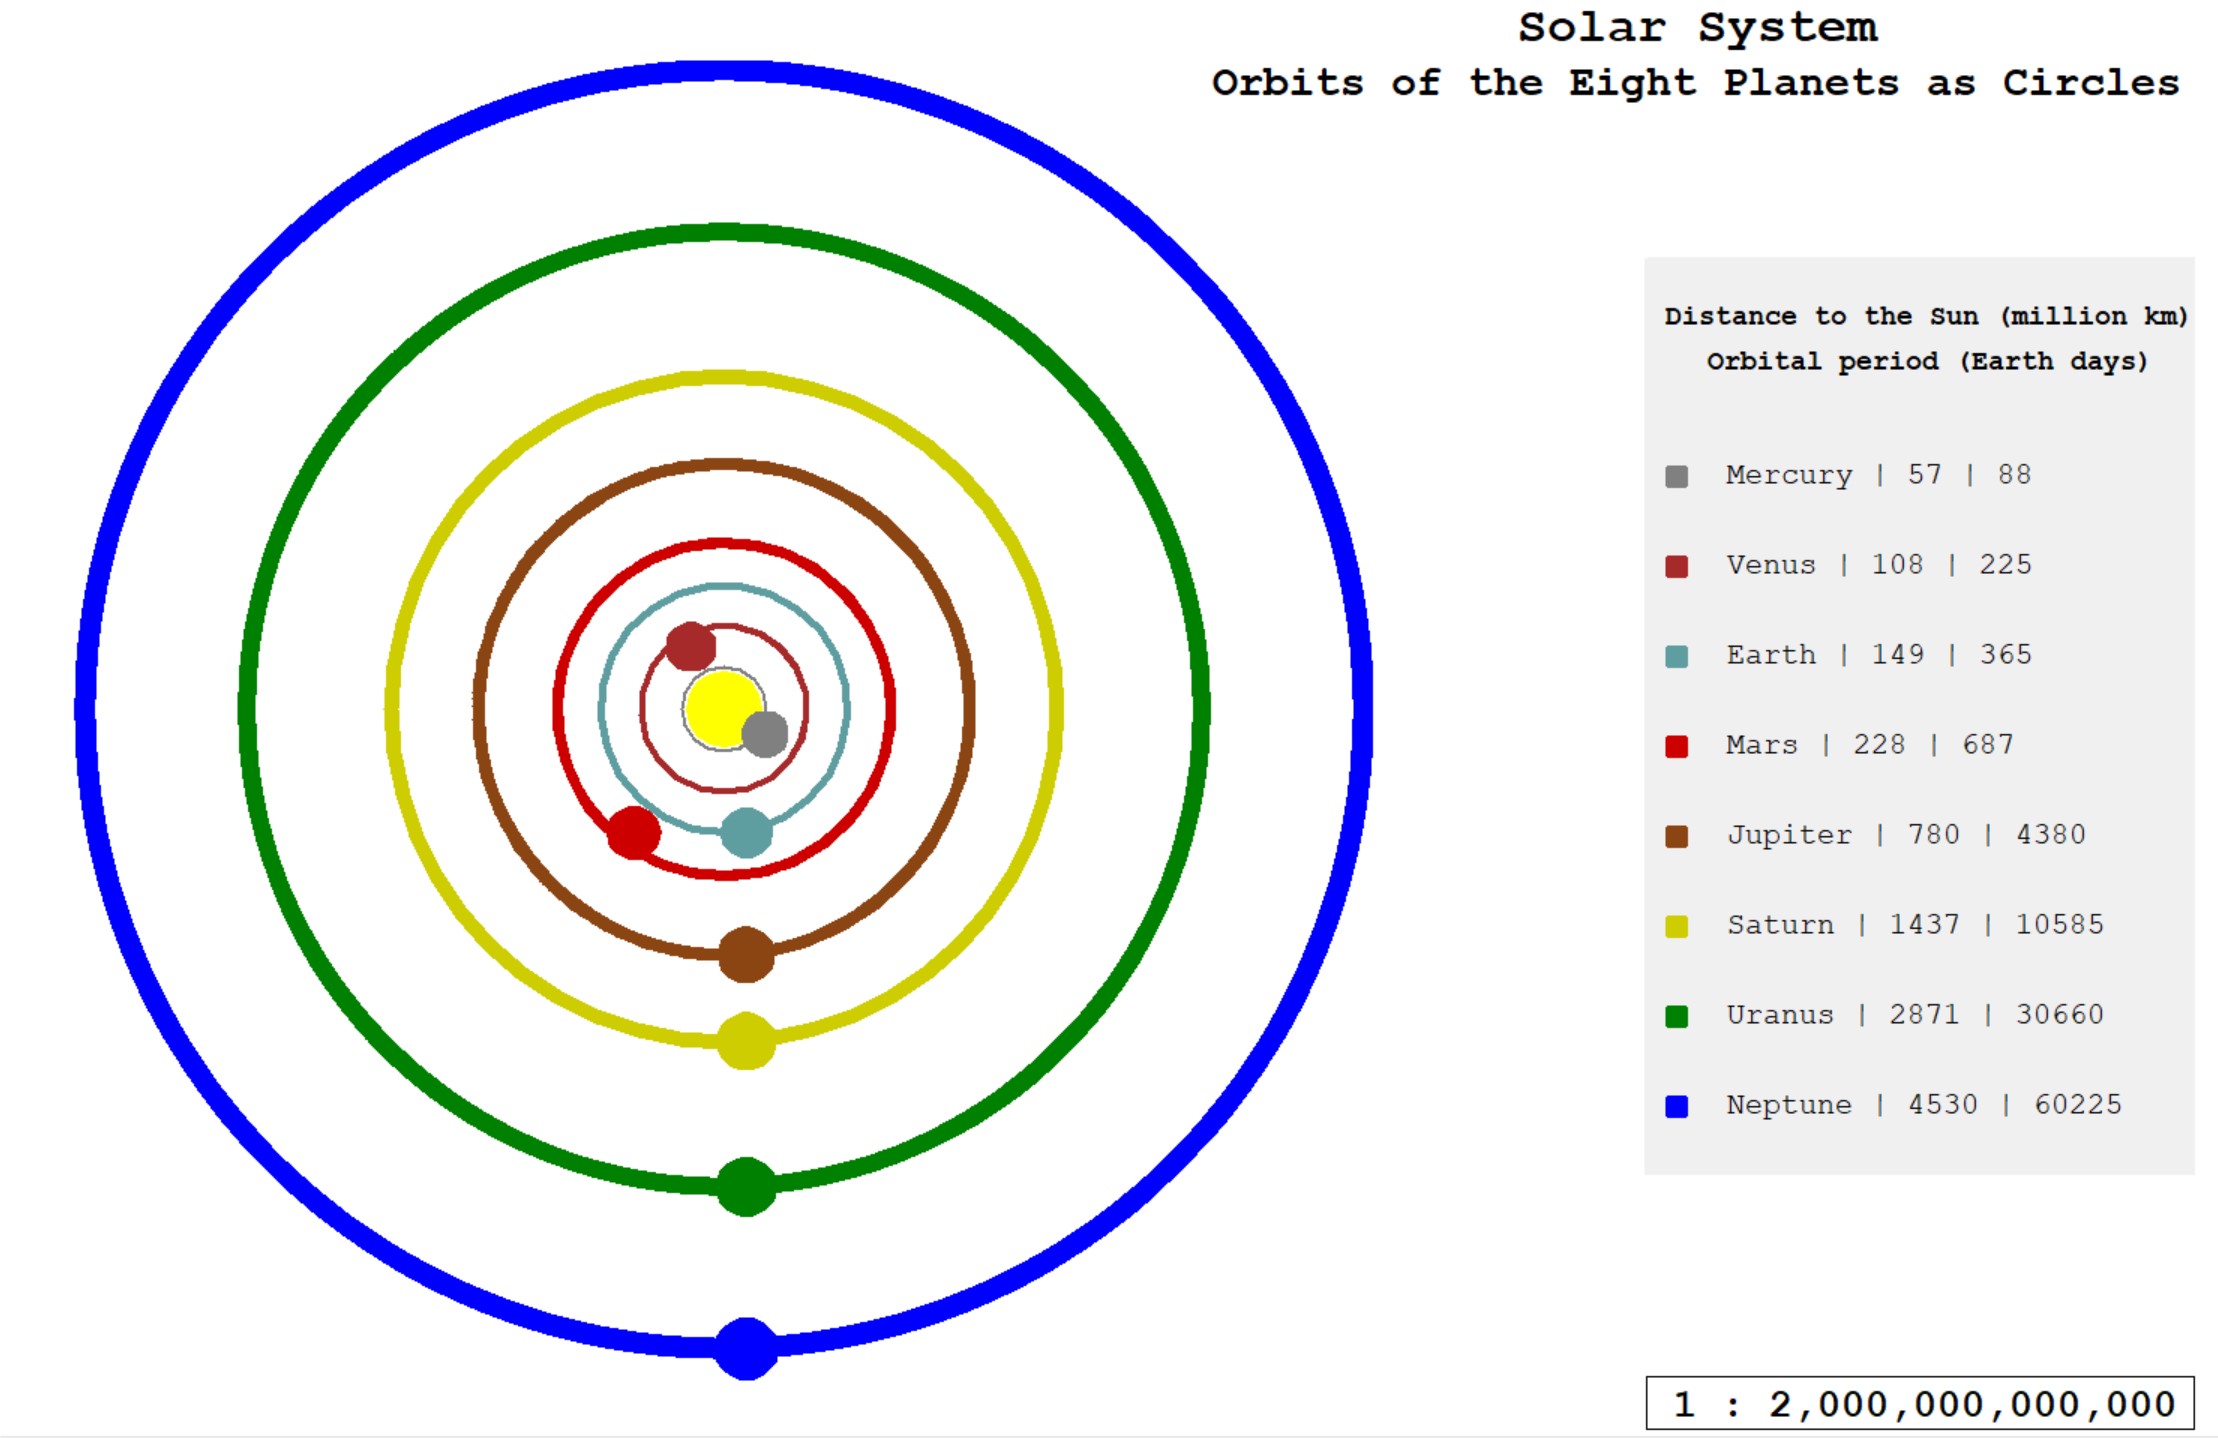 Solar System
Orbits of the Eight Planets as Circles
Distance to the Sun (million km)
Orbital period (Earth days)
Mercury | 57 | 88
Venus | 108 | 225
Earth | 149 | 365
Mars | 228 | 687
Jupiter | 780 | 4380
Saturn | 1437 | 10585
Uranus | 2871 | 30660
Neptune | 4530 | 60225
1 : 2,000,000,000,000